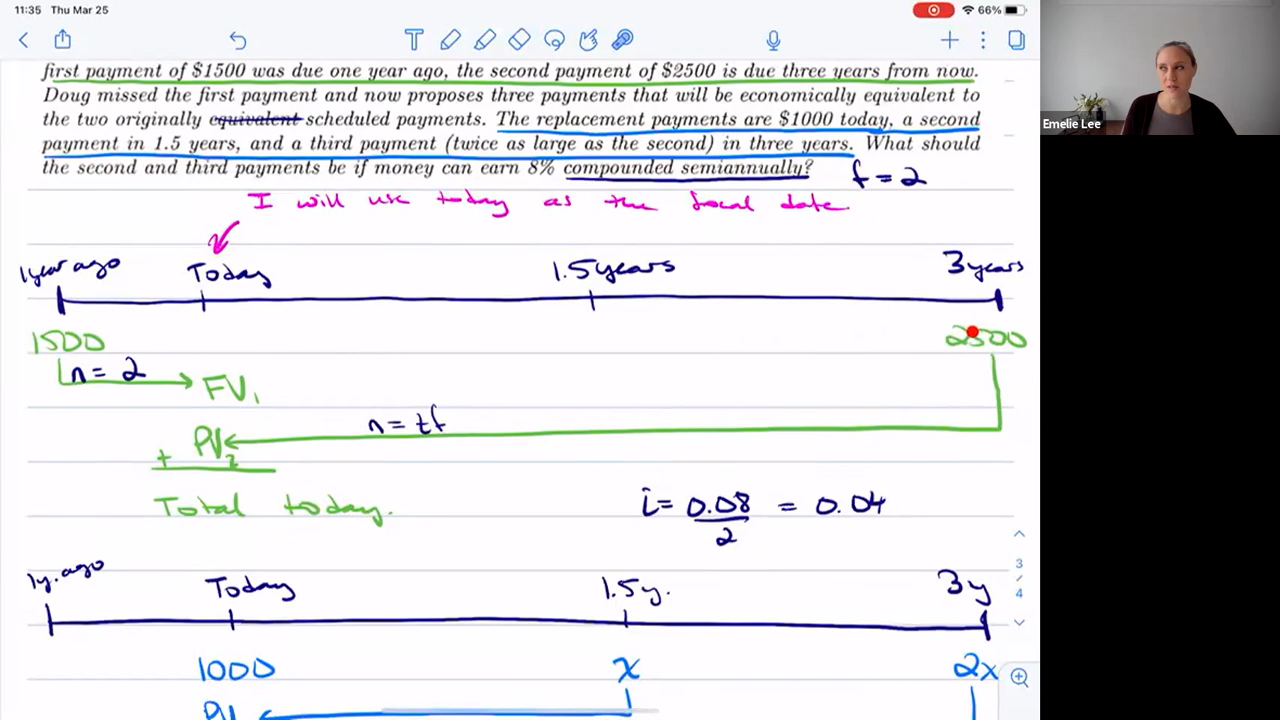 11:35 Thu Mar 25
66%
first payment of $1500 was due one year ago, the second payment of $2500 is due three years from now.
Doug missed the first payment and now proposes three payments that will be economically equivalent to
the two originally equivalent scheduled payments. The replacement payments are $1000 today, a second
payment in 1.5 years, and a third payment (twice as large as the second) in three years. What should
the second and third payments be if money can earn 8% compounded semiannually? f = 2
Emelie Lee
I will use today as the focal date.
1 year ago Today 1.5 years 3 years
1500 2500
n = 2 FV1
n = tf
+ PV2
Total today. i = 0.08/2 = 0.04
3/4
1y. ago Today 1.5 y. 3 y
1000 x 2x
PV